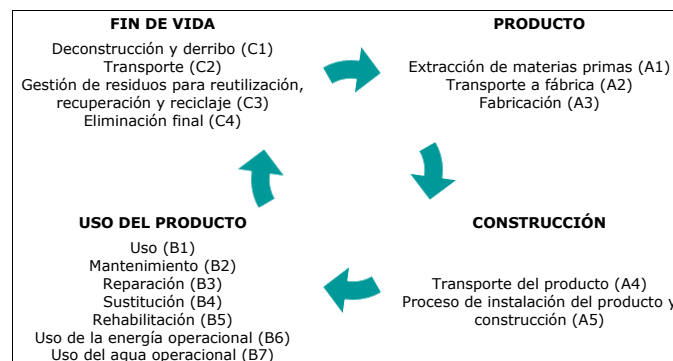 FIN DE VIDA
Deconstrucción y derribo (C1)
Transporte (C2)
Gestión de residuos para reutilización,
recuperación y reciclaje (C3)
Eliminación final (C4)
PRODUCTO
Extracción de materias primas (A1)
Transporte a fábrica (A2)
Fabricación (A3)
USO DEL PRODUCTO
Uso (B1)
Mantenimiento (B2)
Reparación (B3)
Sustitución (B4)
Rehabilitación (B5)
Uso de la energía operacional (B6)
Uso del agua operacional (B7)
CONSTRUCCIÓN
Transporte del producto (A4)
Proceso de instalación del producto y
construcción (A5)